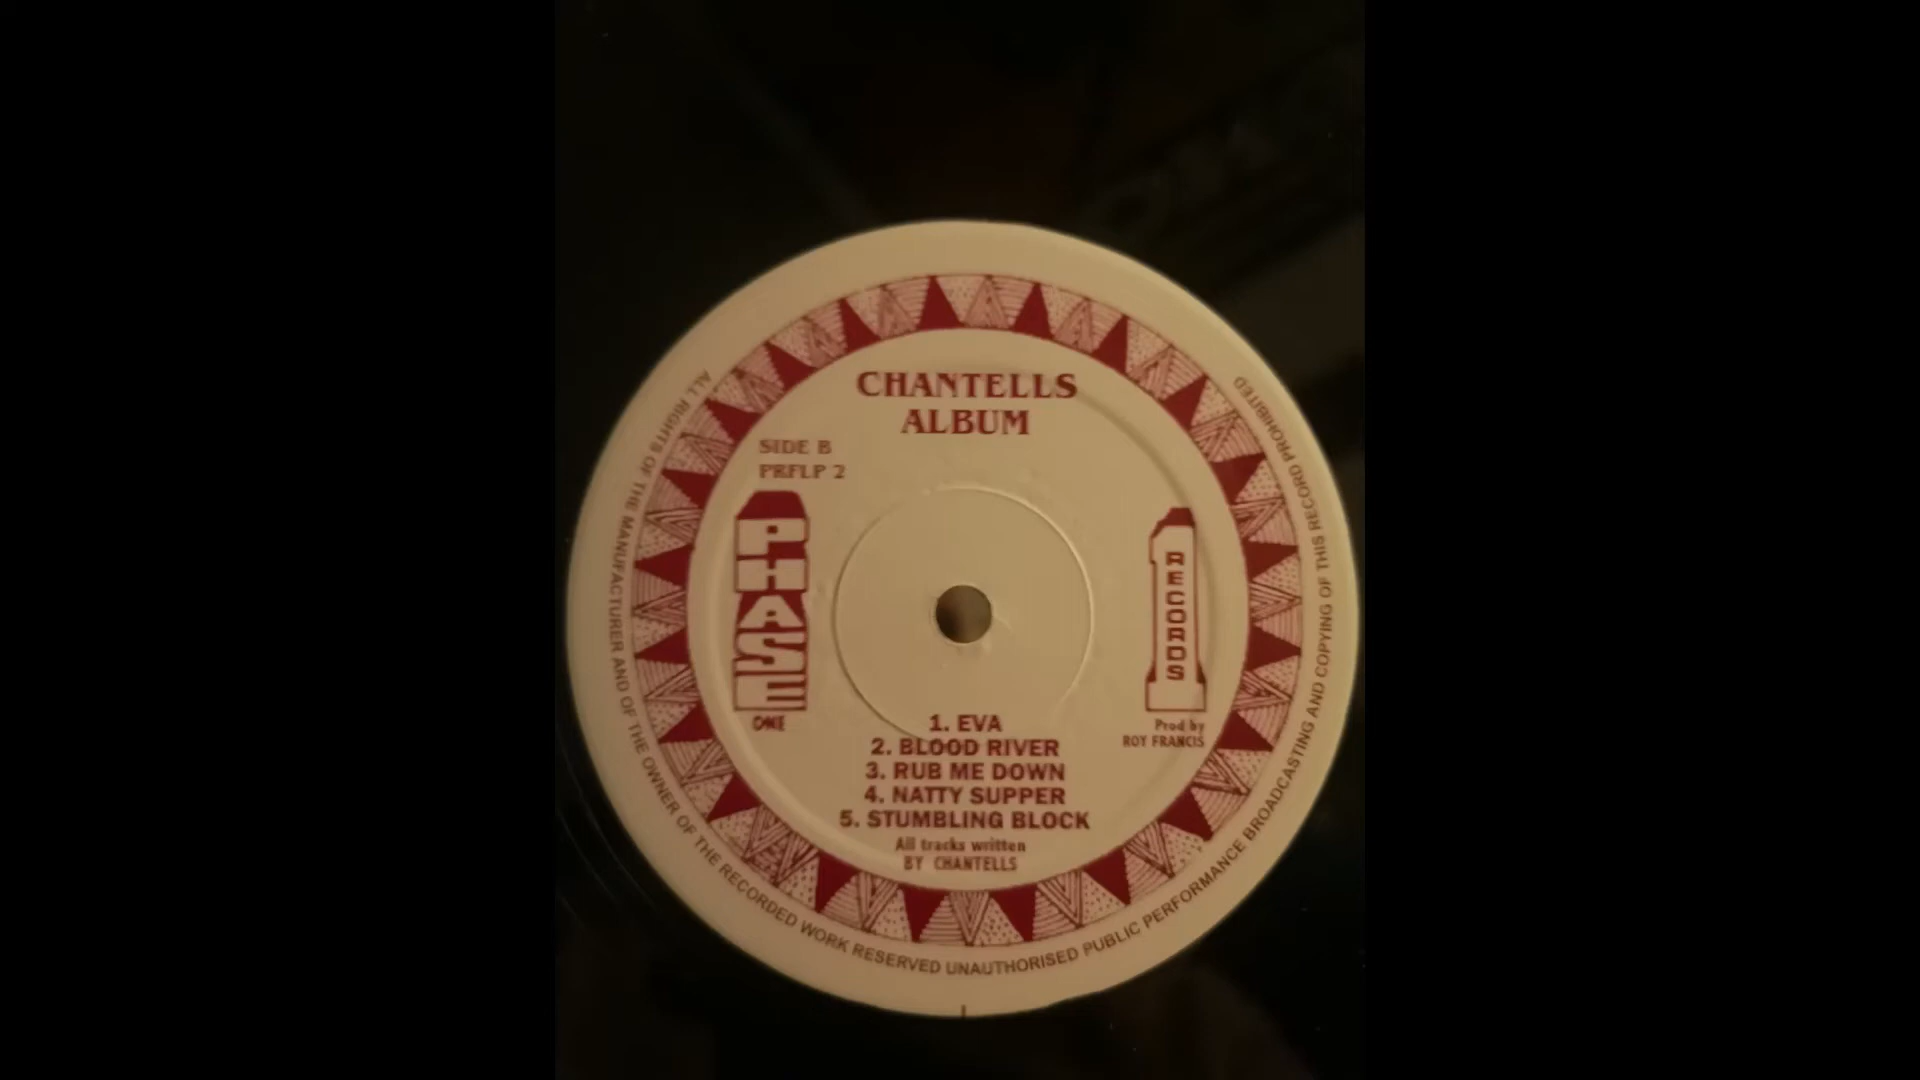 CHANTELLS
ALBUM
SIDE B
PRFLP 2
PHASE
ONE
RECORDS
Prod by
ROY FRANCIS
1. EVA
2. BLOOD RIVER
3. RUB ME DOWN
4. NATTY SUPPER
5. STUMBLING BLOCK
All tracks written
BY CHANTELLS
ALL RIGHTS OF THE MANUFACTURER AND OF THE OWNER OF THE RECORDED WORK RESERVED UNAUTHORISED PUBLIC PERFORMANCE BROADCASTING AND COPYING OF THIS RECORD PROHIBITED